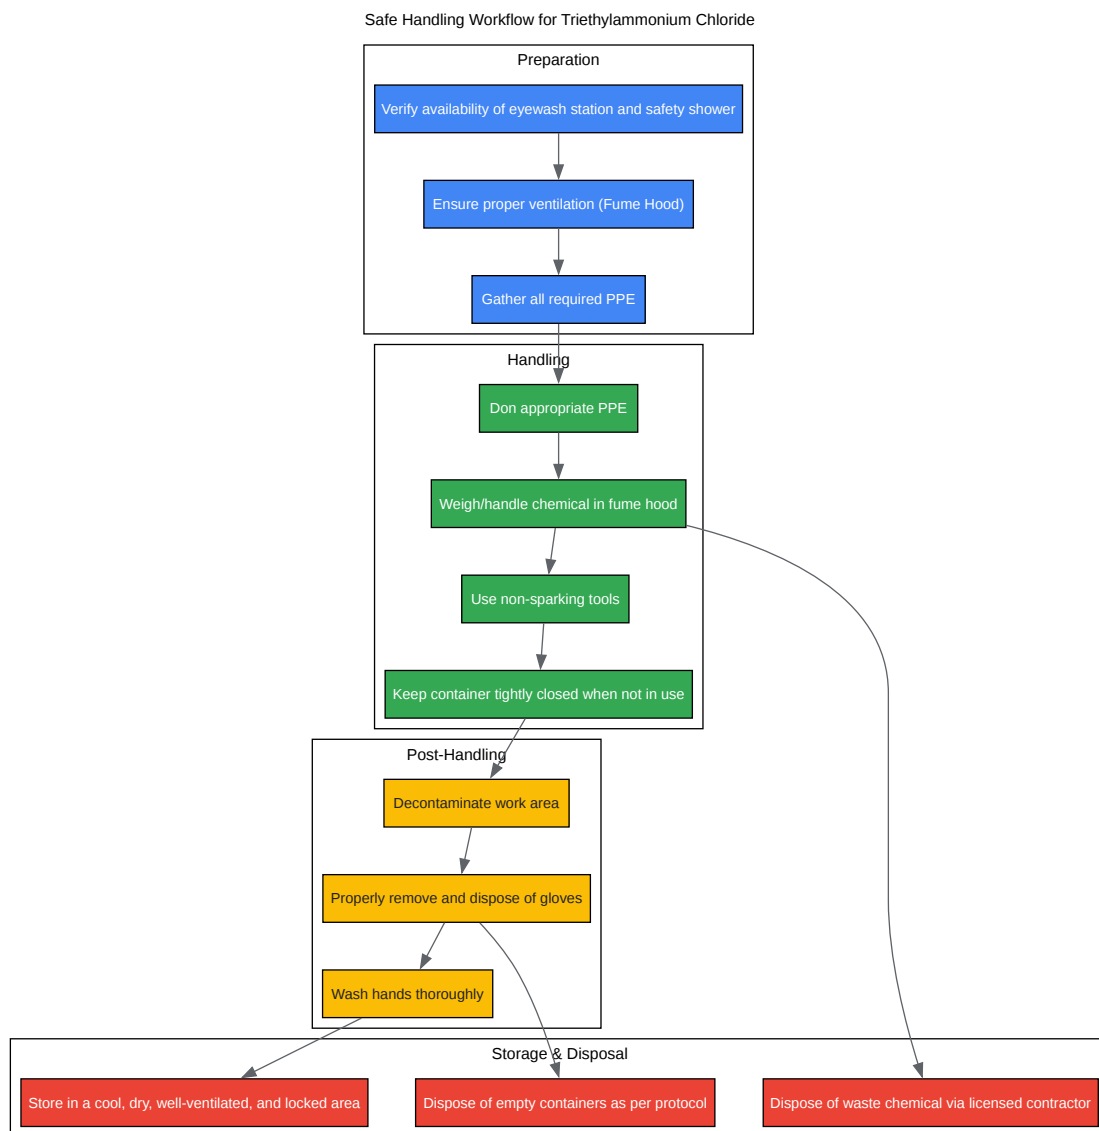 Safe Handling Workflow for Triethylammonium Chloride
Preparation
Verify availability of eyewash station and safety shower
Ensure proper ventilation (Fume Hood)
Gather all required PPE
Handling
Don appropriate PPE
Weigh/handle chemical in fume hood
Use non-sparking tools
Keep container tightly closed when not in use
Post-Handling
Decontaminate work area
Properly remove and dispose of gloves
Wash hands thoroughly
Storage & Disposal
Store in a cool, dry, well-ventilated, and locked area
Dispose of empty containers as per protocol
Dispose of waste chemical via licensed contractor